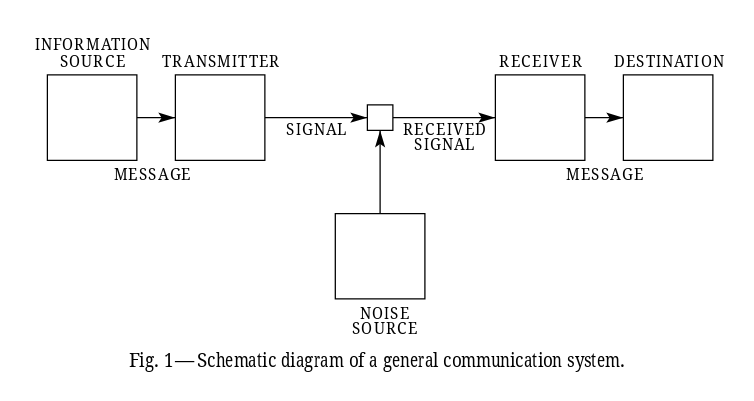 INFORMATION
SOURCE
TRANSMITTER
RECEIVER
DESTINATION
SIGNAL
RECEIVED
SIGNAL
MESSAGE
MESSAGE
NOISE
SOURCE
Fig. 1—Schematic diagram of a general communication system.